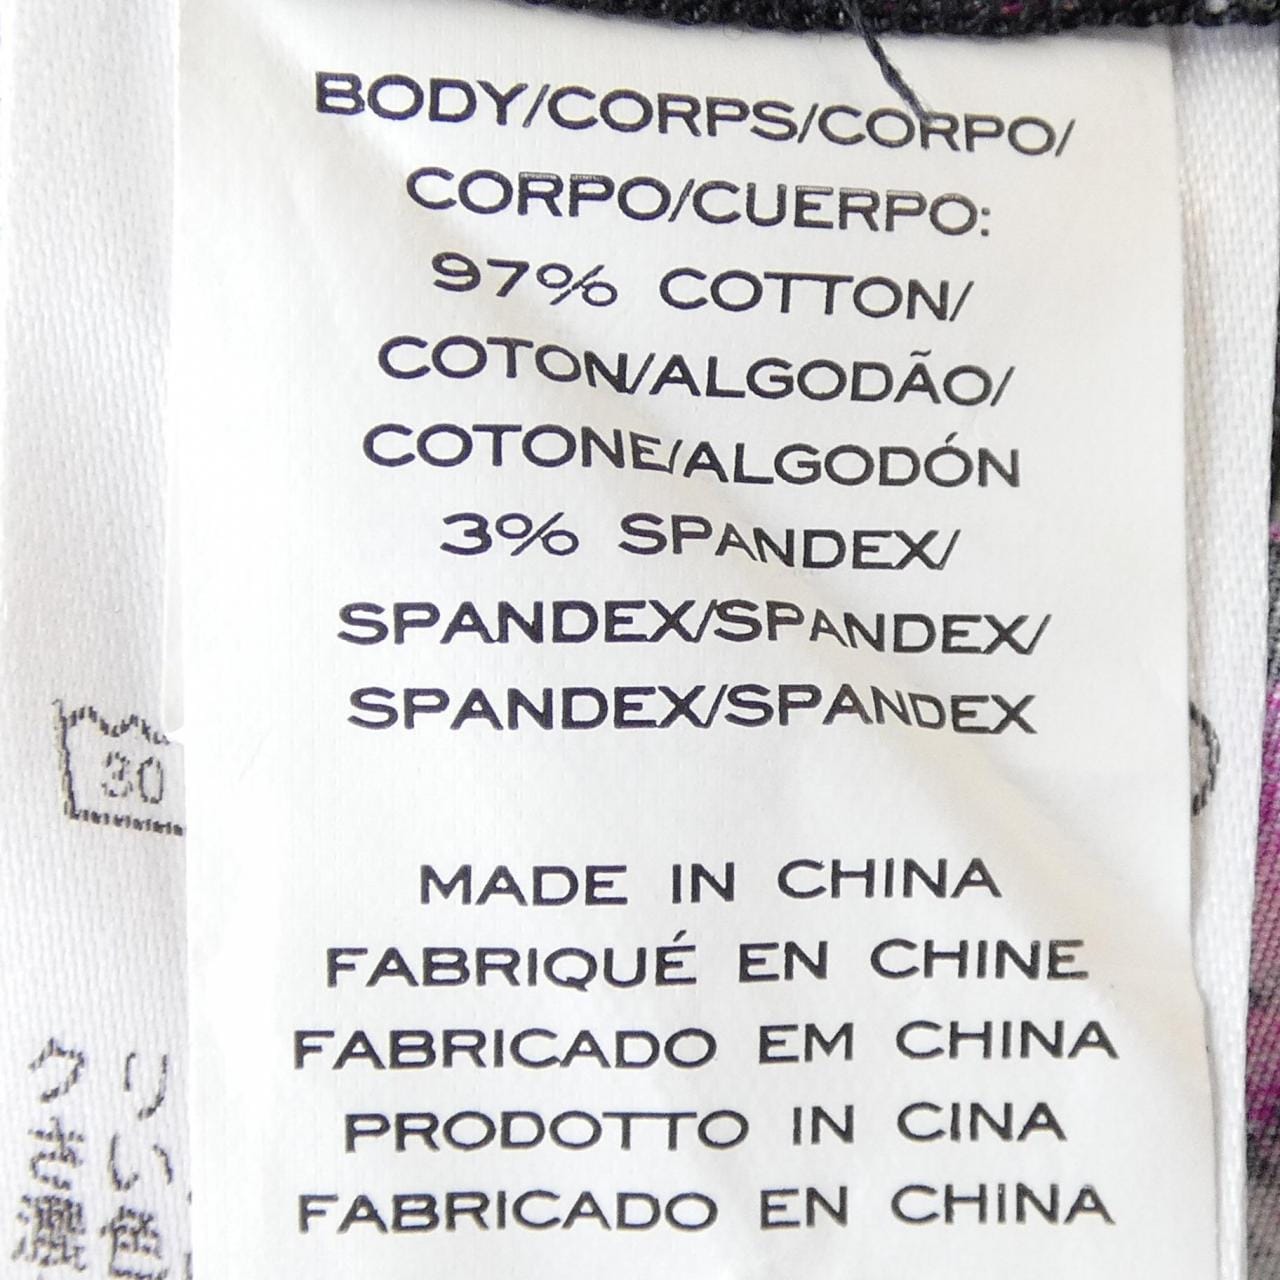 BODY/CORPS/CORPO/
CORPO/CUERPO:
97% COTTON/
COTON/ALGODÃO/
COTONE/ALGODÓN
3% SPANDEX/
SPANDEX/SPANDEX/
SPANDEX/SPANDEX
MADE IN CHINA
FABRIQUÉ EN CHINE
FABRICADO EM CHINA
PRODOTTO IN CINA
FABRICADO EN CHINA
30